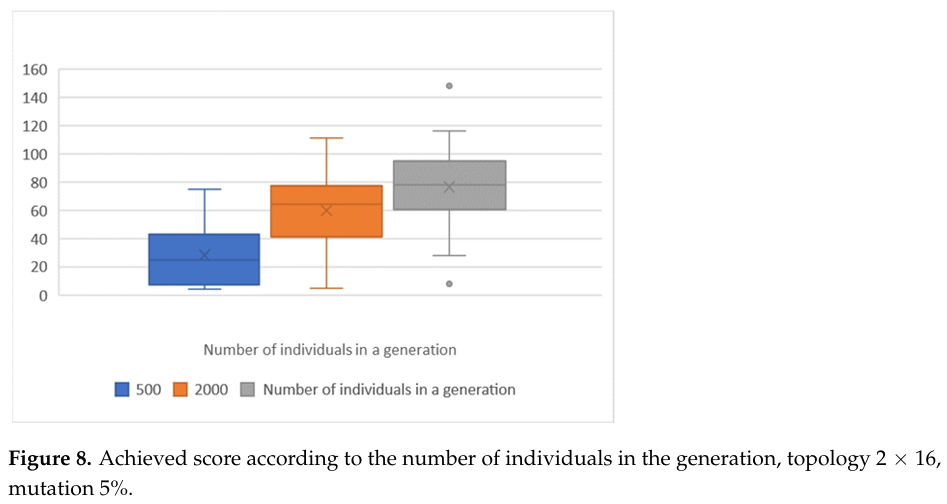 160
140
120
100
80
60
40
20
0
Number of individuals in a generation
500 2000 Number of individuals in a generation
Figure 8. Achieved score according to the number of individuals in the generation, topology 2 × 16,
mutation 5%.